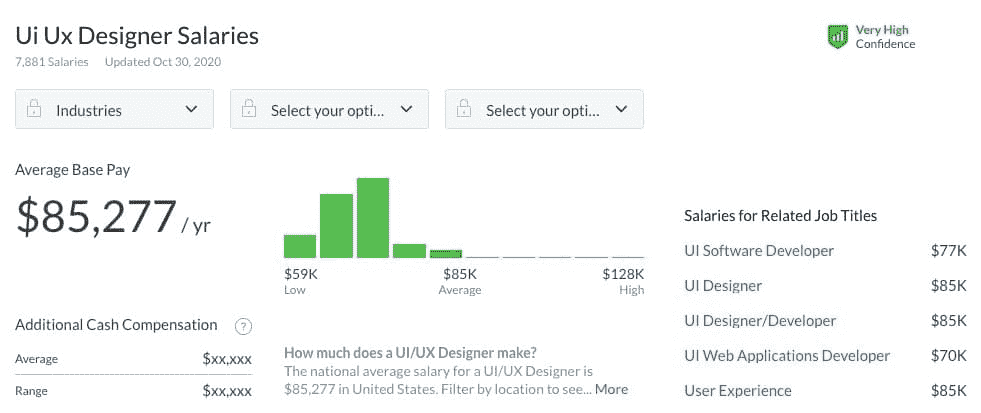 Ui Ux Designer Salaries
7,881 Salaries Updated Oct 30, 2020
Very High
Confidence
Industries
Select your opti...
Select your opti...
Average Base Pay
$85,277 / yr
$59K
Low
$85K
Average
$128K
High
Additional Cash Compensation ?
Average $xx,xxx
Range $xx,xxx
How much does a UI/UX Designer make?
The national average salary for a UI/UX Designer is
$85,277 in United States. Filter by location to see... More
Salaries for Related Job Titles
UI Software Developer $77K
UI Designer $85K
UI Designer/Developer $85K
UI Web Applications Developer $70K
User Experience $85K